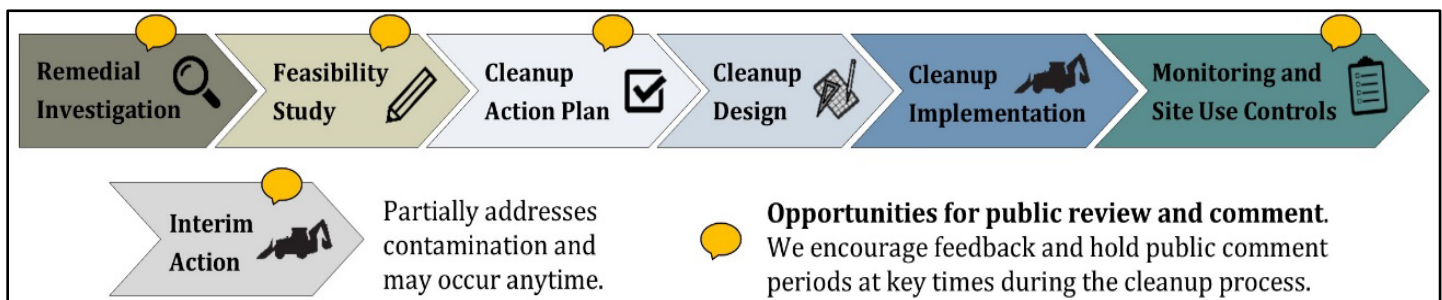 Remedial
Investigation
Feasibility
Study
Cleanup
Action Plan
Cleanup
Design
Cleanup
Implementation
Monitoring and
Site Use Controls
Interim
Action
Partially addresses
contamination and
may occur anytime.
Opportunities for public review and comment.
We encourage feedback and hold public comment
periods at key times during the cleanup process.